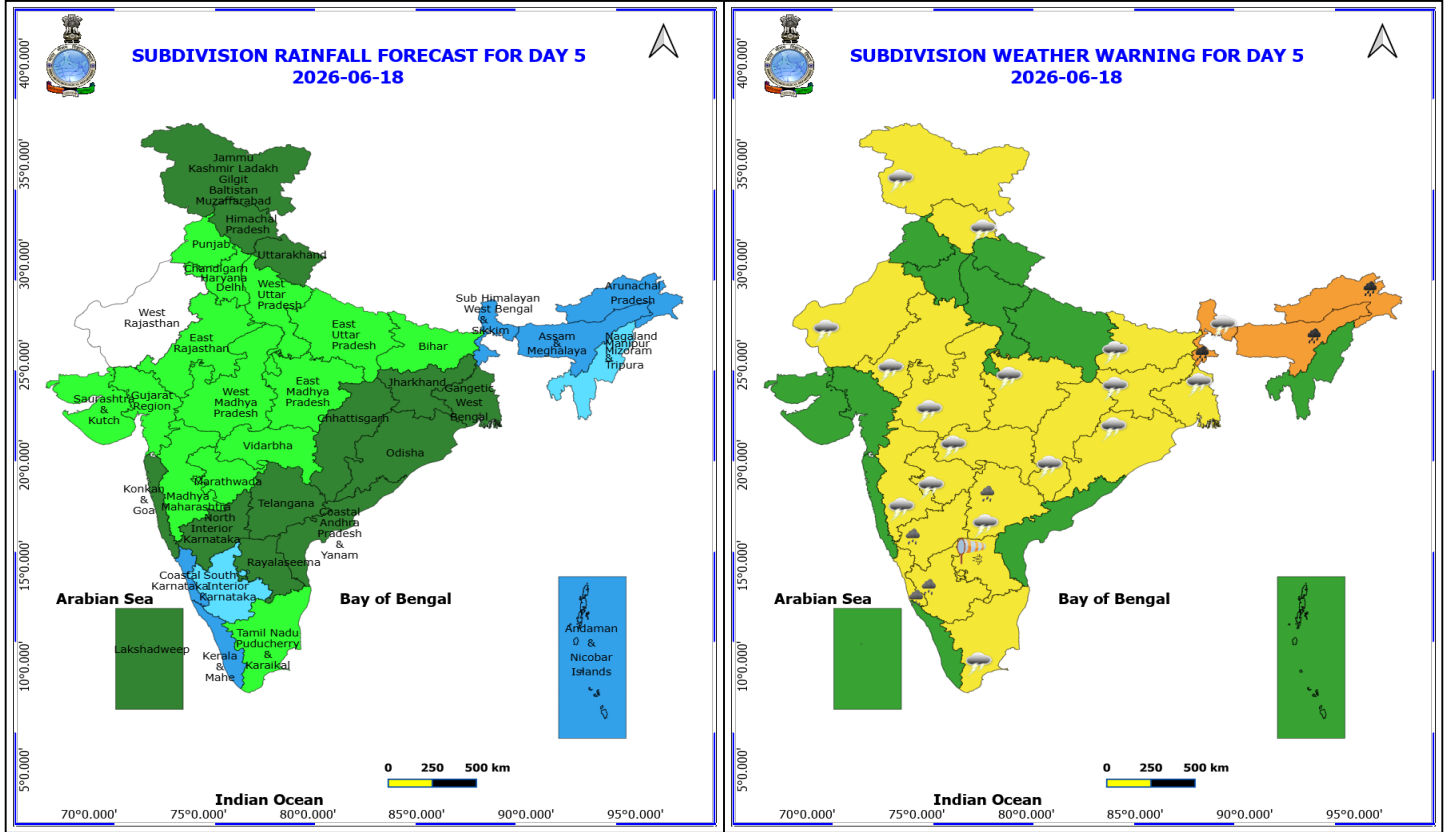 SUBDIVISION RAINFALL FORECAST FOR DAY 5
2026-06-18
40°0.000'
35°0.000'
30°0.000'
25°0.000'
20°0.000'
15°0.000'
10°0.000'
5°0.000'
Jammu
Kashmir Ladakh
Gilgit
Baltistan
Muzaffarabad
Himachal
Pradesh
Punjab
Uttarakhand
Chandigarh
Haryana
Delhi
West
Uttar
Pradesh
West
Rajasthan
East
Rajasthan
East
Uttar
Pradesh
Bihar
Sub Himalayan
West Bengal
&
Sikkim
Arunachal
Pradesh
Assam
&
Meghalaya
Nagaland
Manipur
Mizoram
&
Tripura
Saurashtra
&
Kutch
Gujarat
Region
West
Madhya
Pradesh
East
Madhya
Pradesh
Jharkhand
Gangetic
West
Bengal
Chhattisgarh
Odisha
Vidarbha
Marathwada
Konkan
&
Goa
Madhya
Maharashtra
Telangana
North
Interior
Karnataka
Coastal
Andhra
Pradesh
&
Yanam
Rayalaseema
Coastal
Karnataka
South
Interior
Karnataka
Arabian Sea
Bay of Bengal
Lakshadweep
Tamil Nadu
Puducherry
&
Karaikal
Kerala
&
Mahe
Andaman
&
Nicobar
Islands
0 250 500 km
Indian Ocean
70°0.000' 75°0.000' 80°0.000' 85°0.000' 90°0.000' 95°0.000'
SUBDIVISION WEATHER WARNING FOR DAY 5
2026-06-18
40°0.000'
35°0.000'
30°0.000'
25°0.000'
20°0.000'
15°0.000'
10°0.000'
5°0.000'
Arabian Sea
Bay of Bengal
0 250 500 km
Indian Ocean
70°0.000' 75°0.000' 80°0.000' 85°0.000' 90°0.000' 95°0.000'